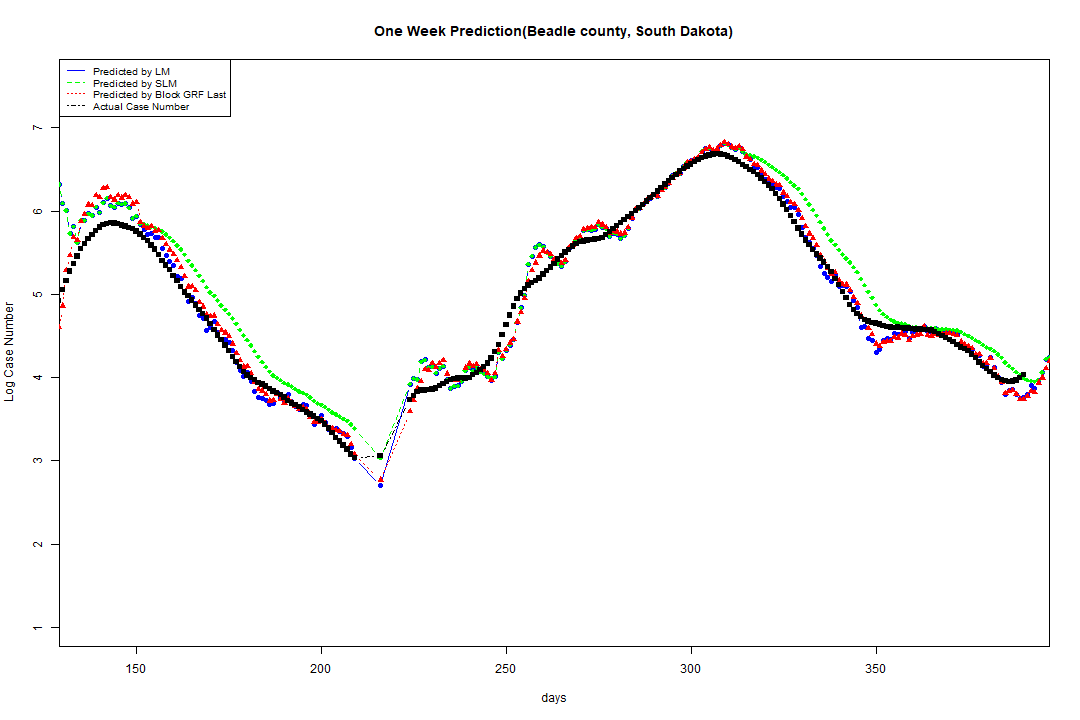 One Week Prediction(Beadle county, South Dakota)
Predicted by LM
Predicted by SLM
Predicted by Block GRF Last
Actual Case Number
7
6
5
4
3
2
1
Log Case Number
150 200 250 300 350
days